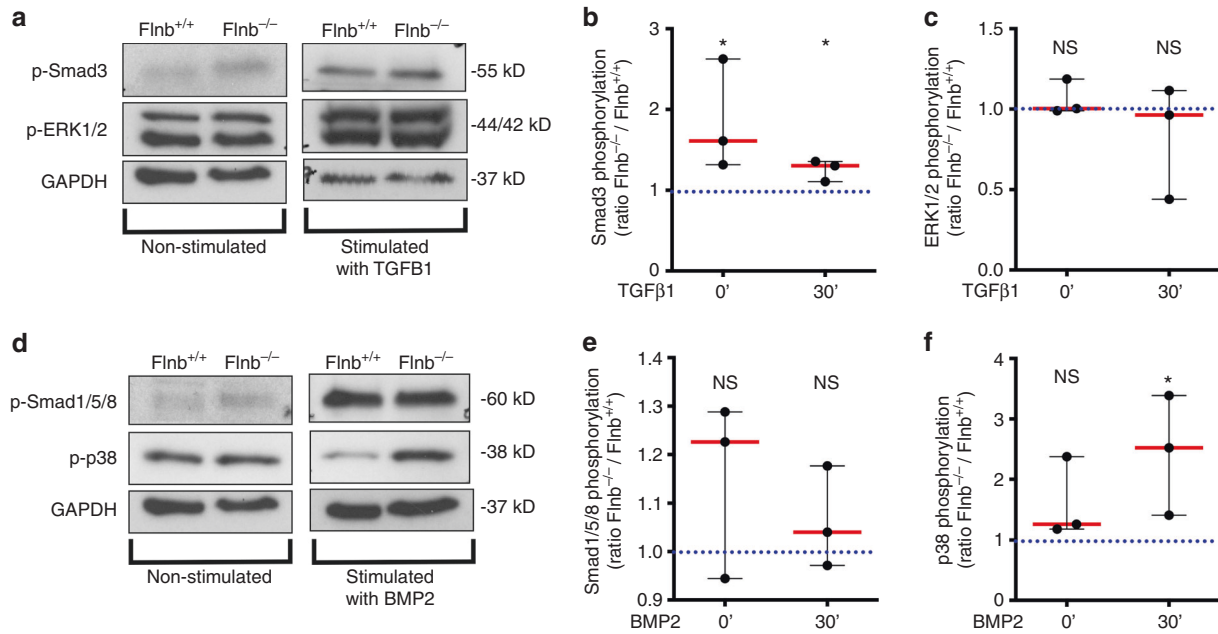 a
Flnb+/+ Flnb−/− Flnb+/+ Flnb−/−
p-Smad3
-55 kD
p-ERK1/2
-44/42 kD
GAPDH
-37 kD
Non-stimulated
Stimulated
with TGFB1
b
Smad3 phosphorylation
(ratio Flnb−/− / Flnb+/+)
3
2
1
0
* *
TGFβ1 0' 30'
c
ERK1/2 phosphorylation
(ratio Flnb−/− / Flnb+/+)
1.5
1.0
0.5
0.0
NS NS
TGFβ1 0' 30'
d
Flnb+/+ Flnb−/− Flnb+/+ Flnb−/−
p-Smad1/5/8
-60 kD
p-p38
-38 kD
GAPDH
-37 kD
Non-stimulated
Stimulated
with BMP2
e
Smad1/5/8 phosphorylation
(ratio Flnb−/− / Flnb+/+)
1.4
1.3
1.2
1.1
1.0
0.9
NS NS
BMP2 0' 30'
f
p38 phosphorylation
(ratio Flnb−/− / Flnb+/+)
4
3
2
1
0
NS *
BMP2 0' 30'